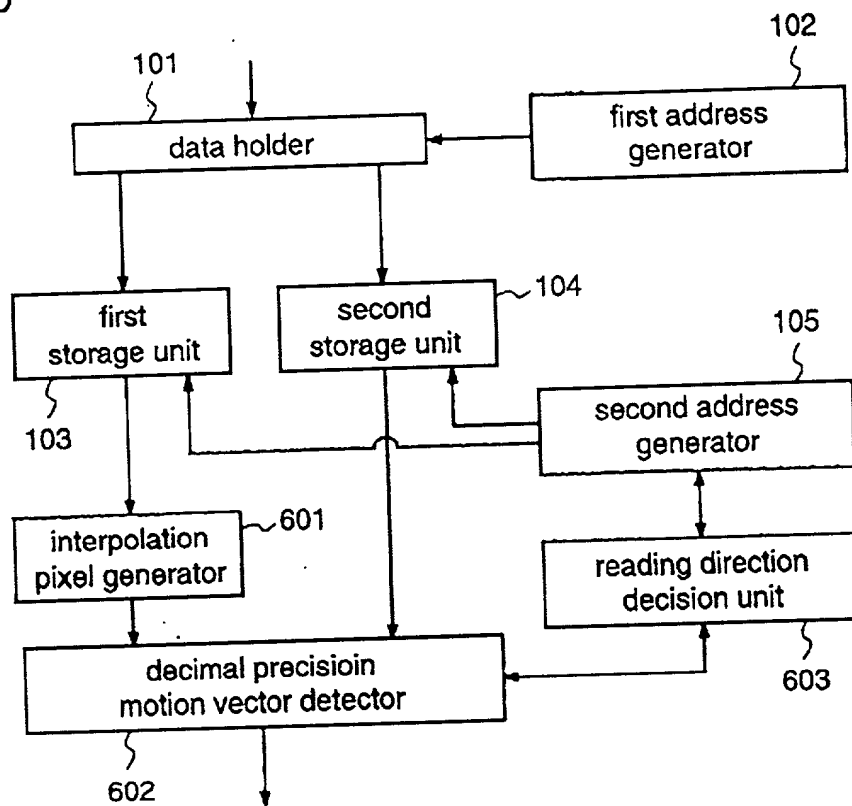 102
101
first address
generator
data holder
104
first
storage unit
second
storage unit
105
second address
generator
103
601
interpolation
pixel generator
reading direction
decision unit
decimal precisioin
motion vector detector
603
602